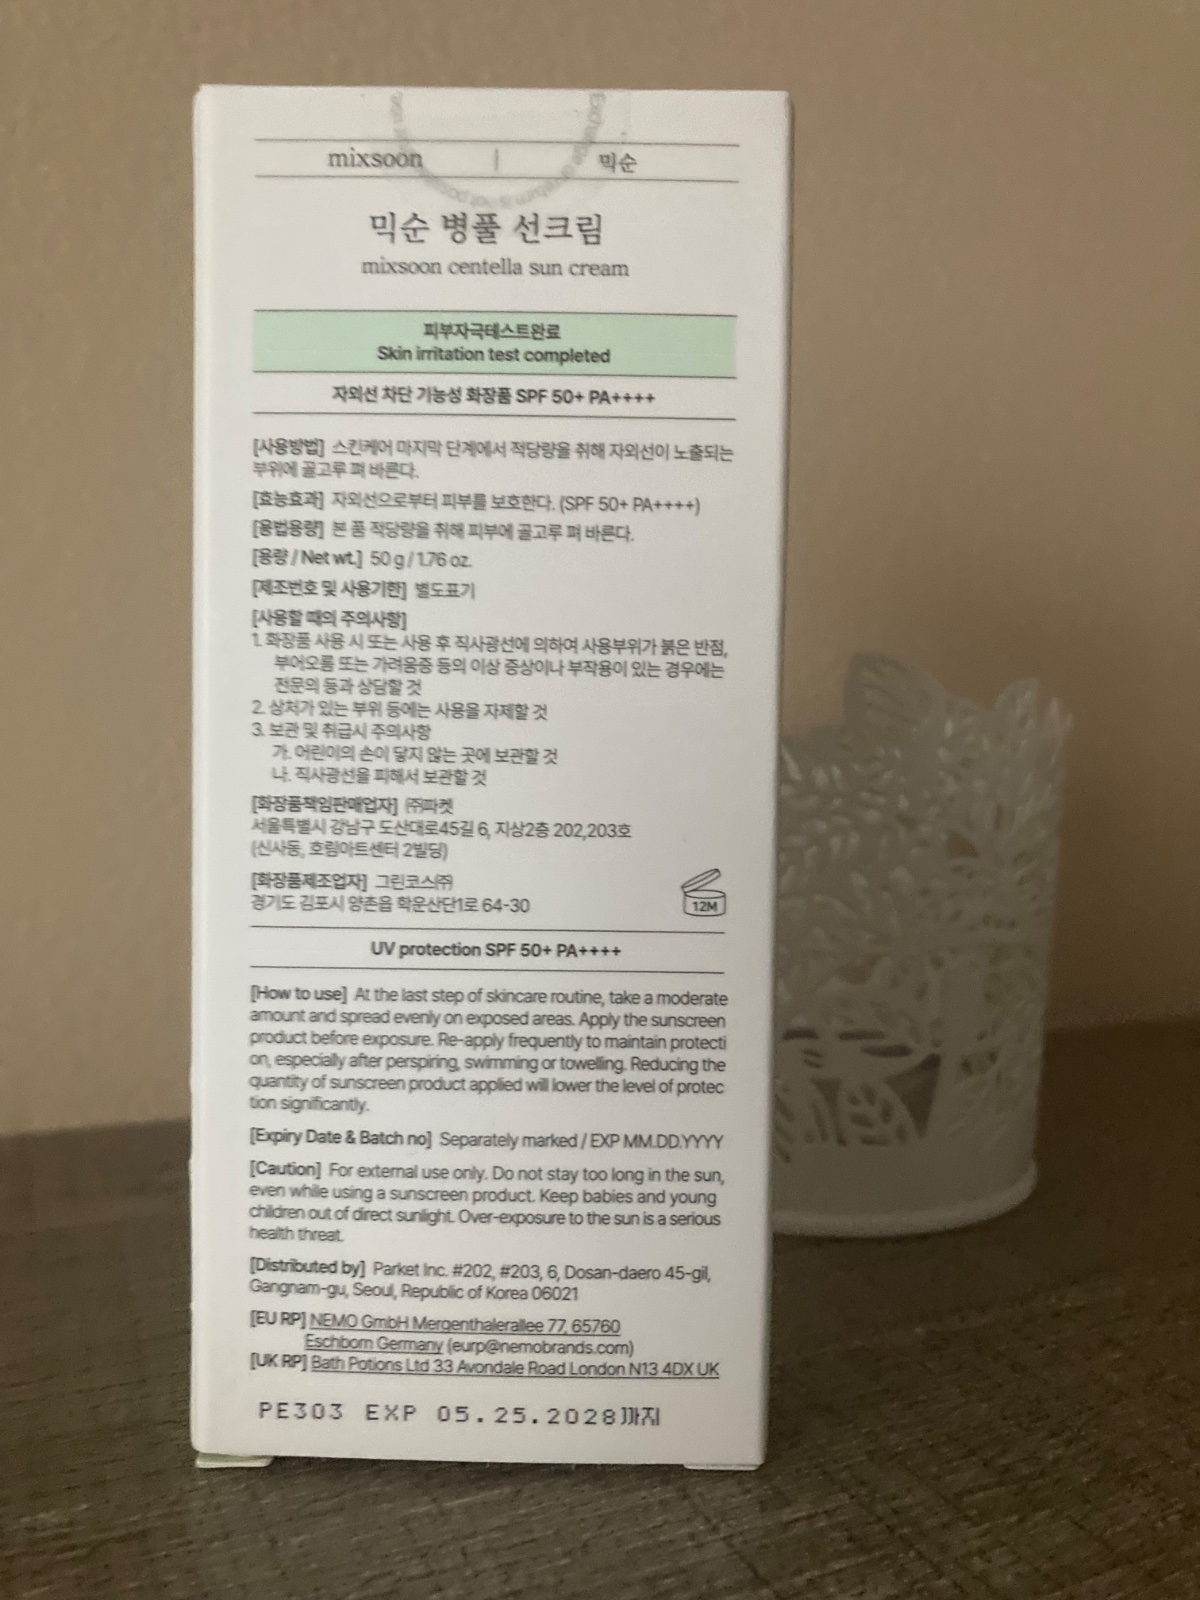 Exchange or return is not possible
mixsoon | 믹순
믹순 병풀 선크림
mixsoon centella sun cream
피부자극테스트완료
Skin irritation test completed
자외선 차단 기능성 화장품 SPF 50+ PA++++
[사용방법] 스킨케어 마지막 단계에서 적당량을 취해 자외선이 노출되는
부위에 골고루 펴 바른다.
[효능효과] 자외선으로부터 피부를 보호한다. (SPF 50+ PA++++)
[용법용량] 본 품 적당량을 취해 피부에 골고루 펴 바른다.
[용량 / Net wt.] 50 g / 1.76 oz.
[제조번호 및 사용기한] 별도표기
[사용할 때의 주의사항]
1. 화장품 사용 시 또는 사용 후 직사광선에 의하여 사용부위가 붉은 반점,
부어오름 또는 가려움증 등의 이상 증상이나 부작용이 있는 경우에는
전문의 등과 상담할 것
2. 상처가 있는 부위 등에는 사용을 자제할 것
3. 보관 및 취급시 주의사항
가. 어린이의 손이 닿지 않는 곳에 보관할 것
나. 직사광선을 피해서 보관할 것
[화장품책임판매업자] ㈜파켓
서울특별시 강남구 도산대로45길 6, 지상2층 202,203호
(신사동, 호림아트센터 2빌딩)
[화장품제조업자] 그린코스㈜
경기도 김포시 양촌읍 학운산단1로 64-30
12M
UV protection SPF 50+ PA++++
[How to use] At the last step of skincare routine, take a moderate
amount and spread evenly on exposed areas. Apply the sunscreen
product before exposure. Re-apply frequently to maintain protecti
on, especially after perspiring, swimming or towelling. Reducing the
quantity of sunscreen product applied will lower the level of protec
tion significantly.
[Expiry Date & Batch no] Separately marked / EXP MM.DD.YYYY
[Caution] For external use only. Do not stay too long in the sun,
even while using a sunscreen product. Keep babies and young
children out of direct sunlight. Over-exposure to the sun is a serious
health threat.
[Distributed by] Parket Inc. #202, #203, 6, Dosan-daero 45-gil,
Gangnam-gu, Seoul, Republic of Korea 06021
[EU RP] NEMO GmbH Mergenthalerallee 77, 65760
Eschborn Germany (eurp@nemobrands.com)
[UK RP] Bath Potions Ltd 33 Avondale Road London N13 4DX UK
PE303 EXP 05.25.2028까지